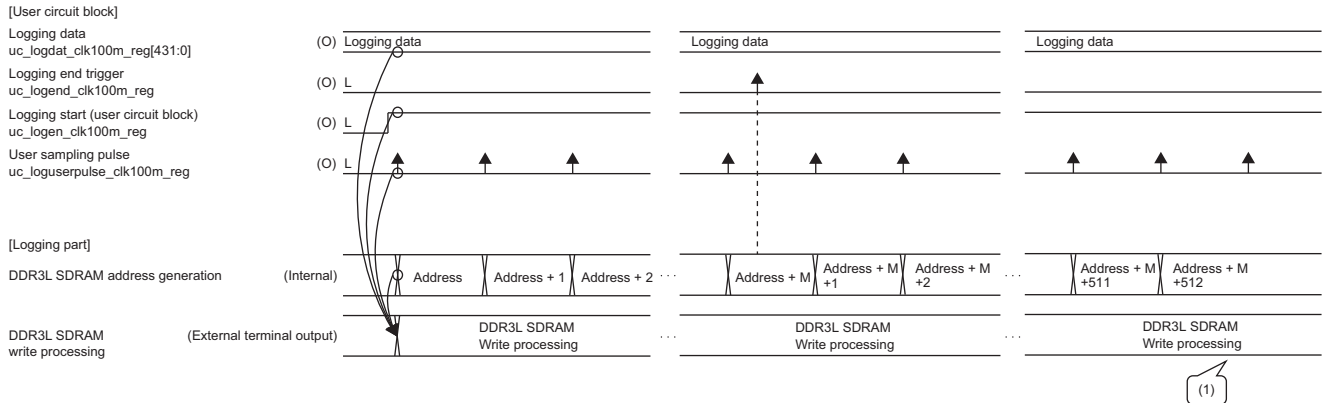 [User circuit block]
Logging data
uc_logdat_clk100m_reg[431:0]
(O) Logging data
Logging data
Logging data
Logging end trigger
uc_logend_clk100m_reg
(O) L
Logging start (user circuit block)
uc_logen_clk100m_reg
(O) L
User sampling pulse
uc_loguserpulse_clk100m_reg
(O) L
[Logging part]
DDR3L SDRAM address generation
(Internal)
Address
Address + 1
Address + 2
...
Address + M
Address + M
+1
Address + M
+2
...
Address + M
+511
Address + M
+512
DDR3L SDRAM
write processing
(External terminal output)
DDR3L SDRAM
Write processing
...
DDR3L SDRAM
Write processing
...
DDR3L SDRAM
Write processing
(1)